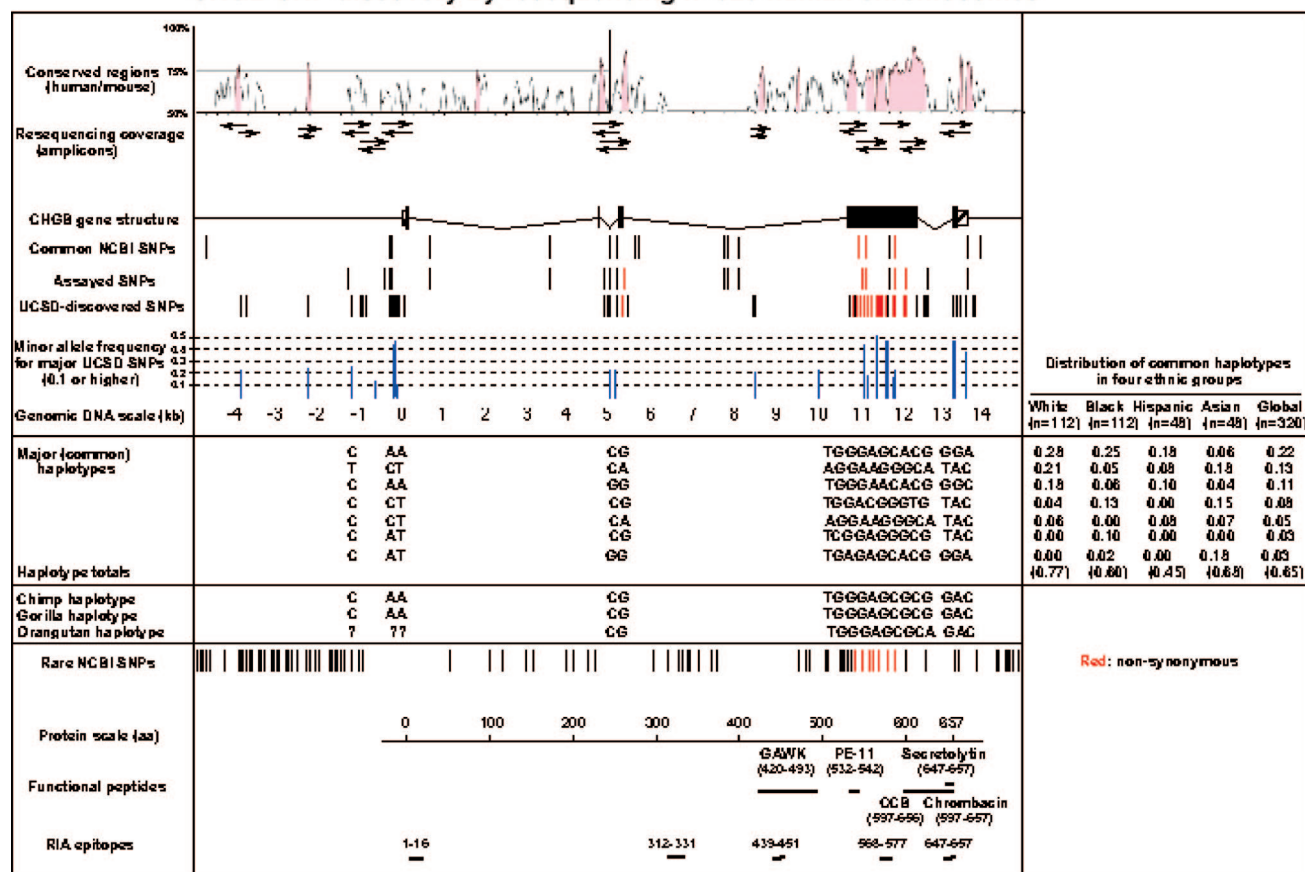 100%
Conserved regions
(human/mouse)
75%
50%
Resequencing coverage
(amplicons)
CHGB gene structure
Common NCBI SNPs
Assayed SNPs
UCSD-discovered SNPs
Minor allele frequency
for major UCSD SNPs
(0.1 or higher)
0.5
0.4
0.3
0.2
0.1
Genomic DNA scale (kb) -4 -3 -2 -1 0 1 2 3 4 5 6 7 8 9 10 11 12 13 14
Distribution of common haplotypes
in four ethnic groups
White Black Hispanic Asian Global
(n=112) (n=112) (n=48) (n=48) (n=320)
Major (common)
haplotypes
C AA CG TGGGAGCACG GGA 0.28 0.25 0.18 0.06 0.22
T CT CA AGGAAGGGCA TAC 0.21 0.05 0.08 0.18 0.13
C AA GG TGGGAACACG GGC 0.18 0.06 0.10 0.04 0.11
C CT CG TGGACGGGTG TAC 0.04 0.13 0.00 0.15 0.08
C CT CA AGGAAGGGCA TAC 0.06 0.00 0.08 0.07 0.05
C AT CG TCGGAGGGCG TAC 0.00 0.10 0.00 0.00 0.03
C AT GG TGAGAGCACG GGA 0.00 0.02 0.00 0.18 0.03
Haplotype totals (0.77) (0.60) (0.45) (0.68) (0.65)
Chimp haplotype C AA CG TGGGAGCGCG GAC
Gorilla haplotype C AA CG TGGGAGCGCG GAC
Orangutan haplotype ? ?? CG TGGGAGCGCA GAC
Rare NCBI SNPs
Red: non-synonymous
Protein scale (aa) 0 100 200 300 400 500 600 657
Functional peptides
GAWK PE-11 Secretolytin
(420-493) (532-542) (647-657)
CCB Chrombacin
(597-656) (597-657)
RIA epitopes 1-16 312-331 439-451 568-577 647-657